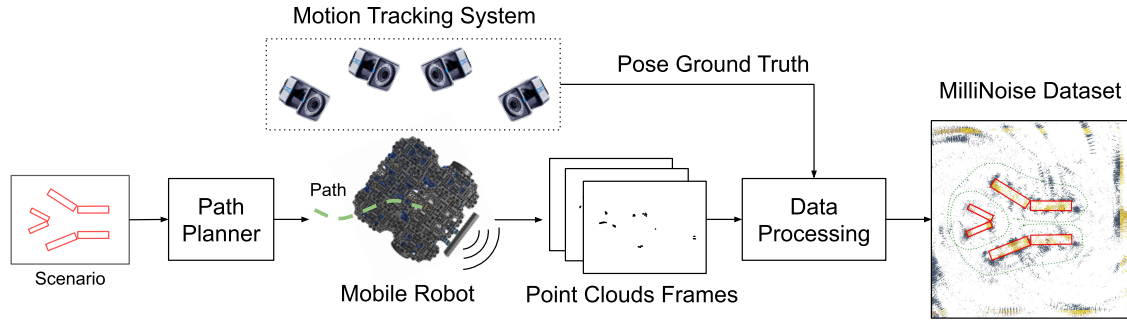 Motion Tracking System
Pose Ground Truth
MilliNoise Dataset
Path
Path
Planner
Data
Processing
Scenario
Mobile Robot
Point Clouds Frames